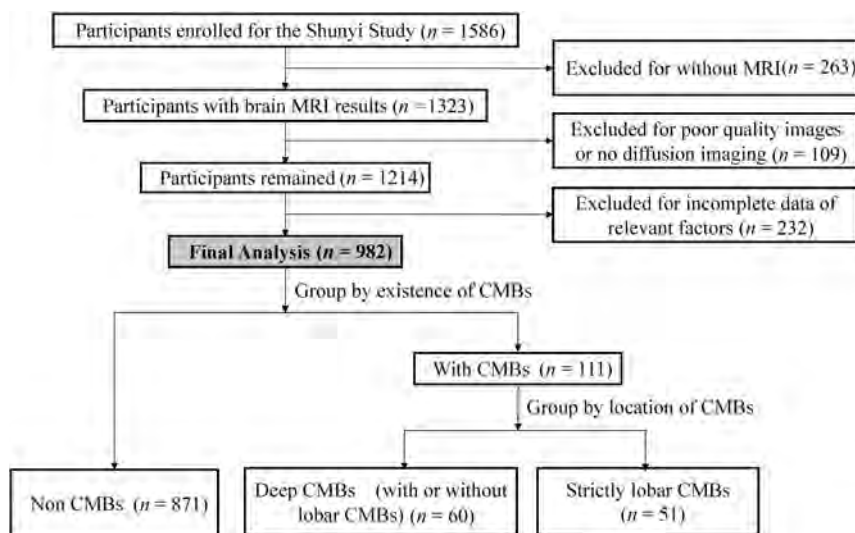 Participants enrolled for the Shunyi Study (n = 1586)
Excluded for without MRI(n = 263)
Participants with brain MRI results (n =1323)
Excluded for poor quality images
or no diffusion imaging (n = 109)
Participants remained (n = 1214)
Excluded for incomplete data of
relevant factors (n = 232)
Final Analysis (n = 982)
Group by existence of CMBs
With CMBs (n = 111)
Group by location of CMBs
Non CMBs (n = 871)
Deep CMBs (with or without
lobar CMBs) (n = 60)
Strictly lobar CMBs
(n = 51)